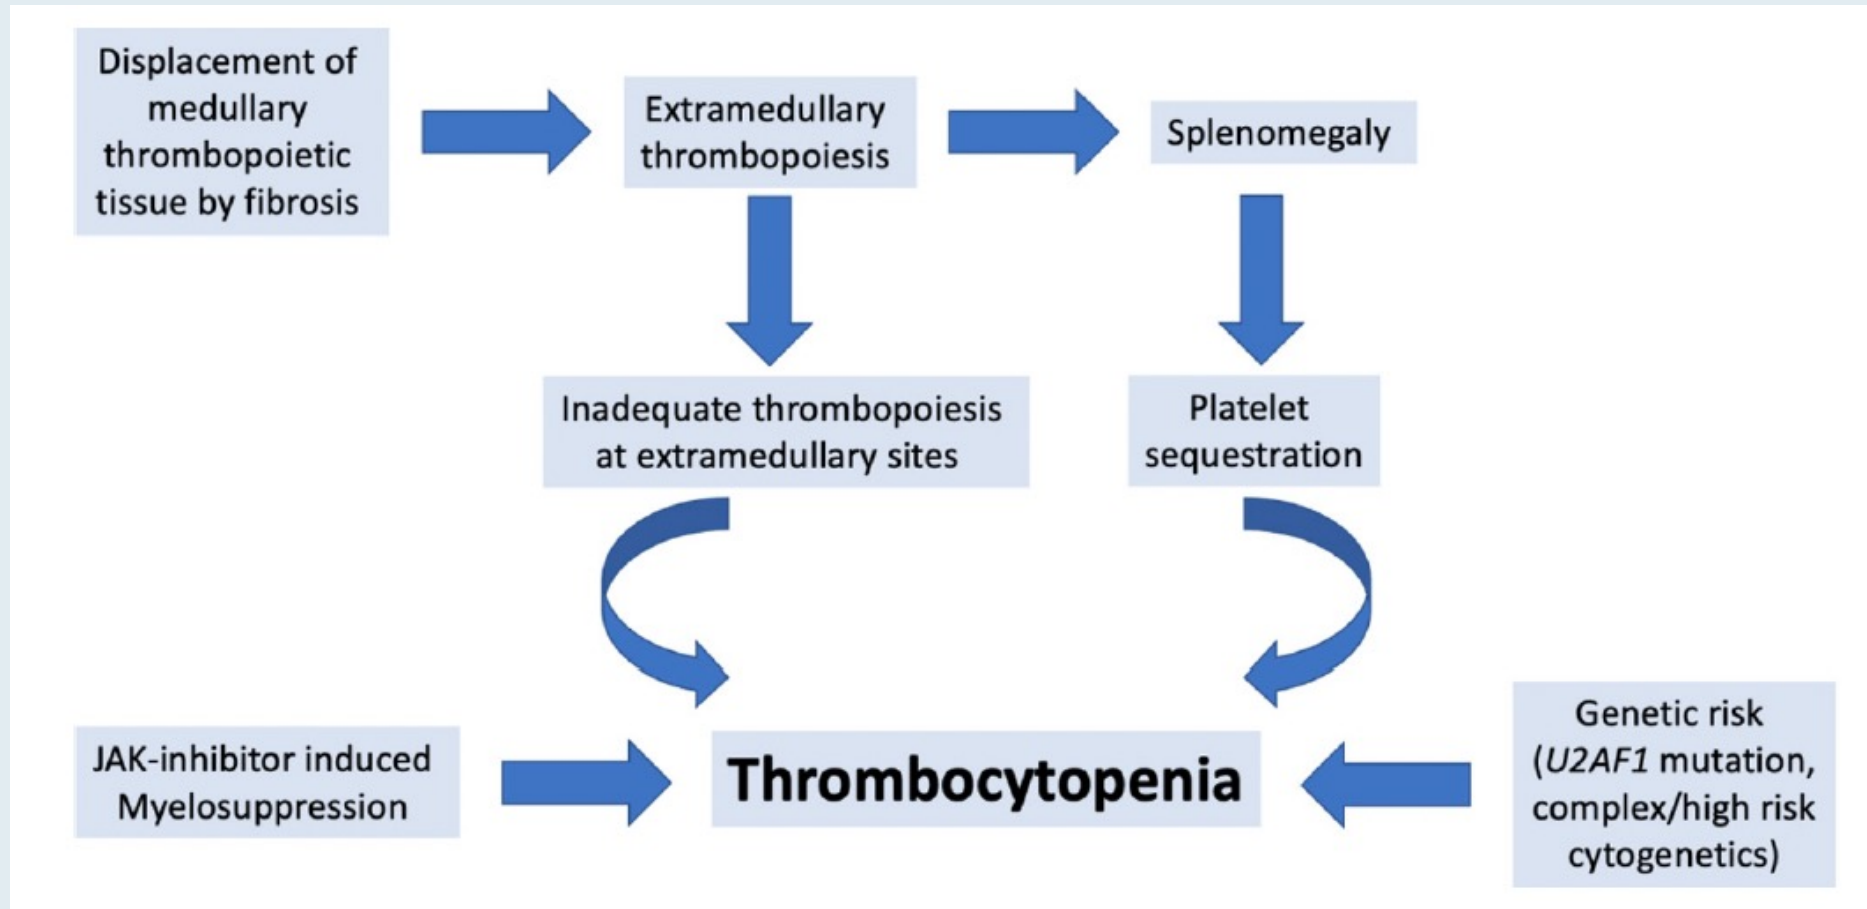 Displacement of
medullary
thrombopoietic
tissue by fibrosis
Extramedullary
thrombopoiesis
Splenomegaly
Inadequate thrombopoiesis
at extramedullary sites
Platelet
sequestration
JAK-inhibitor induced
Myelosuppression
Thrombocytopenia
Genetic risk
(U2AF1 mutation,
complex/high risk
cytogenetics)